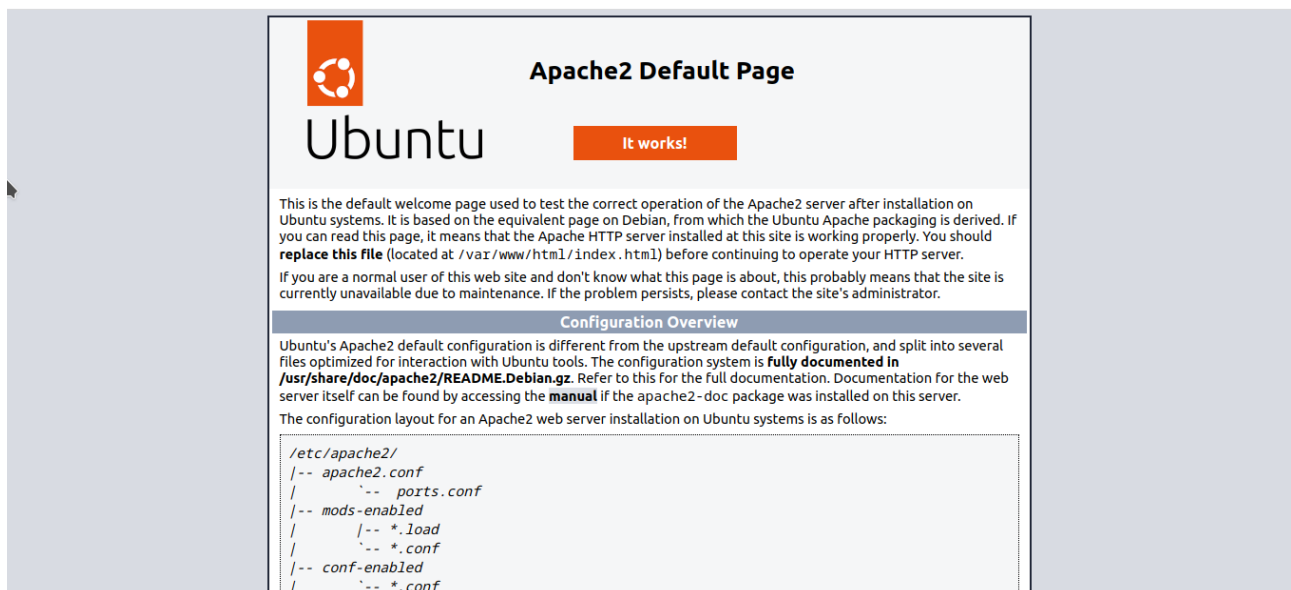 Apache2 Default Page
Ubuntu
It works!
This is the default welcome page used to test the correct operation of the Apache2 server after installation on
Ubuntu systems. It is based on the equivalent page on Debian, from which the Ubuntu Apache packaging is derived. If
you can read this page, it means that the Apache HTTP server installed at this site is working properly. You should
replace this file (located at /var/www/html/index.html) before continuing to operate your HTTP server.
If you are a normal user of this web site and don't know what this page is about, this probably means that the site is
currently unavailable due to maintenance. If the problem persists, please contact the site's administrator.
Configuration Overview
Ubuntu's Apache2 default configuration is different from the upstream default configuration, and split into several
files optimized for interaction with Ubuntu tools. The configuration system is fully documented in
/usr/share/doc/apache2/README.Debian.gz. Refer to this for the full documentation. Documentation for the web
server itself can be found by accessing the manual if the apache2-doc package was installed on this server.
The configuration layout for an Apache2 web server installation on Ubuntu systems is as follows:
/etc/apache2/
|-- apache2.conf
|       `--  ports.conf
|-- mods-enabled
|       |-- *.load
|       `-- *.conf
|-- conf-enabled
|       `-- *.conf